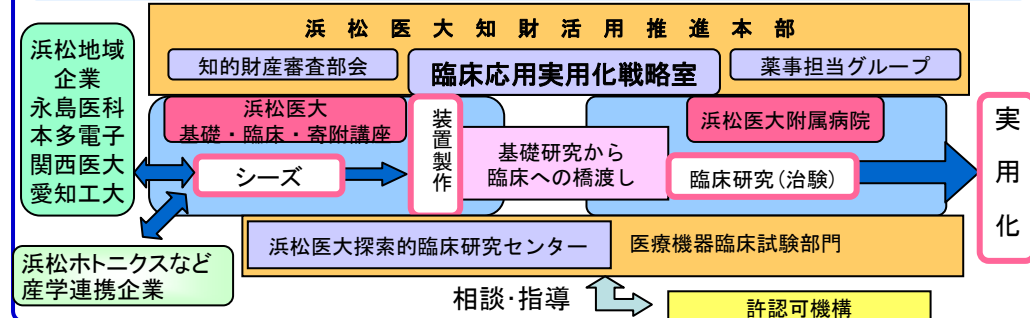 浜松医大知財活用推進本部
知的財産審査部会
臨床応用実用化戦略室
薬事担当グループ
浜松地域
企業
永島医科
本多電子
関西医大
愛知工大
浜松医大
基礎・臨床・寄附講座
シーズ
装置製作
基礎研究から
臨床への橋渡し
浜松医大附属病院
臨床研究(治験)
実用化
浜松ホトニクスなど
産学連携企業
浜松医大探索的臨床研究センター
医療機器臨床試験部門
相談・指導
許認可機構